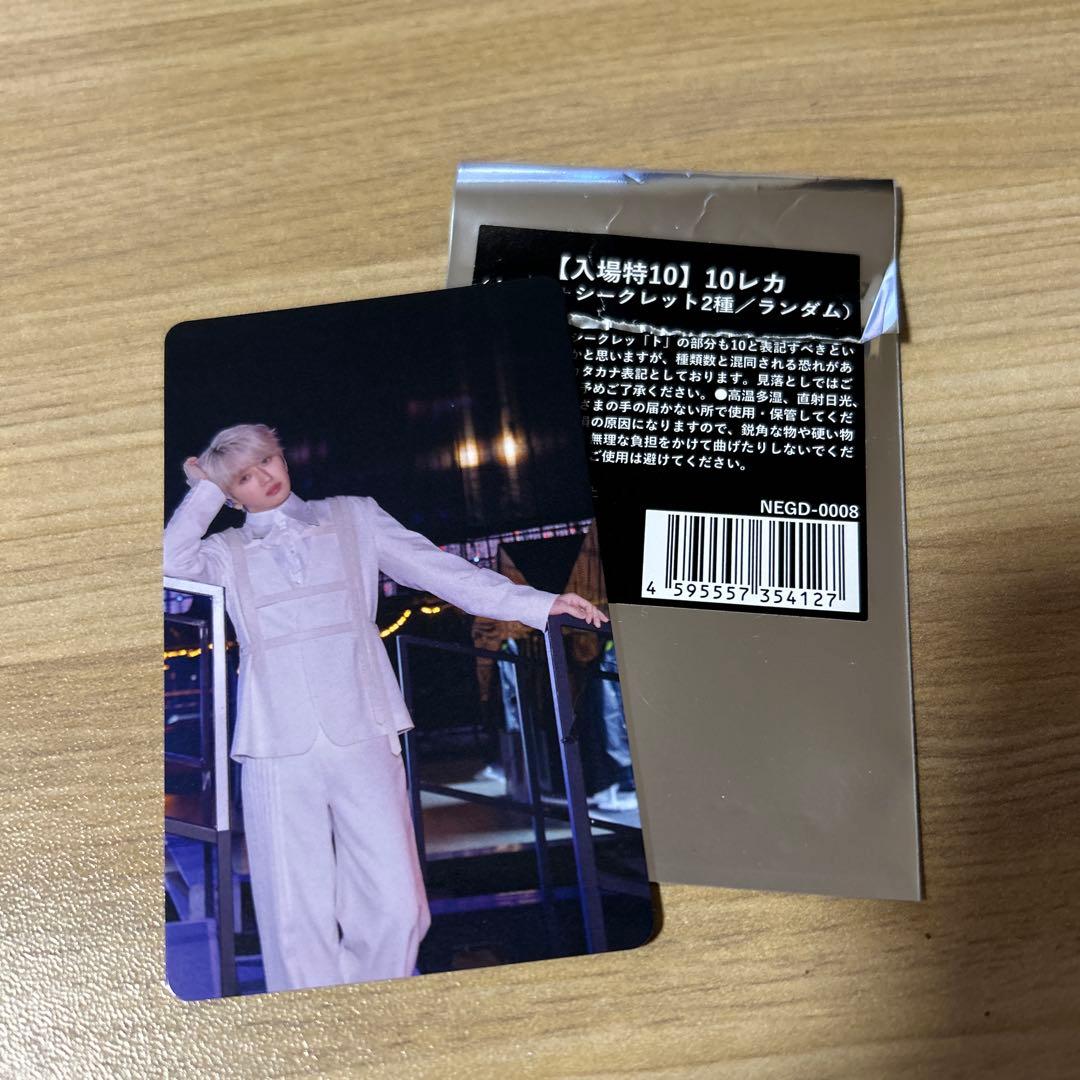 【入場特10】10レカ
シークレット2種／ランダム）
シークレッ「ト」の部分も10と表記すべきとい
かと思いますが、種類数と混同される恐れがあ
カタカナ表記としております。見落としではご
予めご了承ください。●高温多湿、直射日光、
さまの手の届かない所で使用・保管してくだ
の原因になりますので、鋭角な物や硬い物
無理な負担をかけて曲げたりしないでくだ
ご使用は避けてください。
NEGD-0008
4 595557 354127